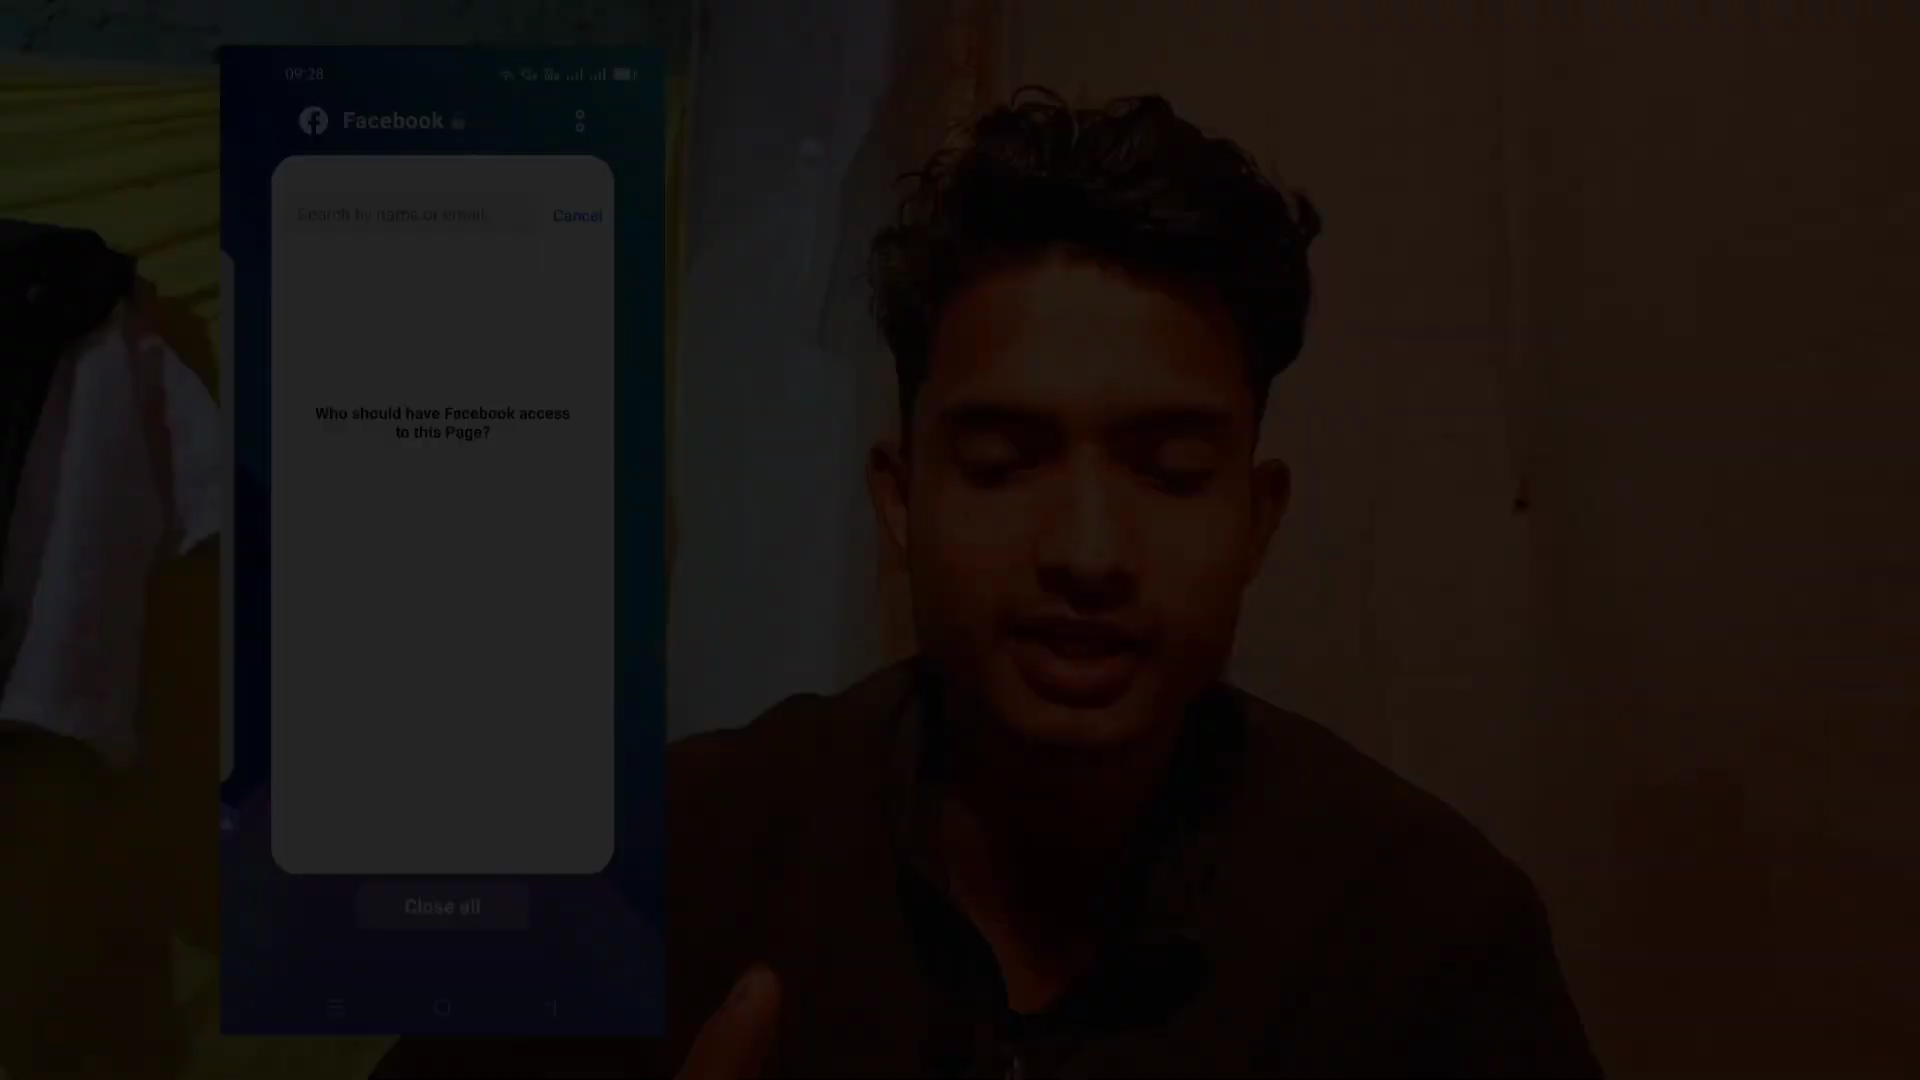 09:28
Facebook
Search by name or email
Cancel
Who should have Facebook access
to this Page?
Close all